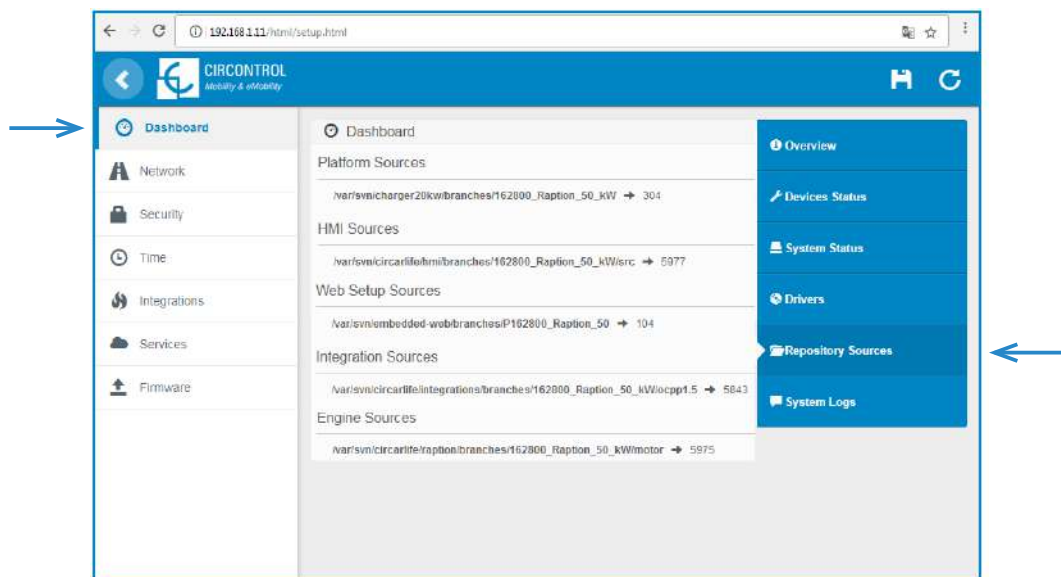 192.168.1.11/html/setup.html
CIRCONTROL
Mobility & eMobility
Dashboard
Network
Security
Time
Integrations
Services
Firmware
Dashboard
Platform Sources
/var/svn/charger20kw/branches/162800_Raption_50_kW → 304
HMI Sources
/var/svn/circarlife/hmi/branches/162800_Raption_50_kW/src → 5977
Web Setup Sources
/var/svn/embedded-web/branches/P162800_Raption_50 → 104
Integration Sources
/var/svn/circarlife/integrations/branches/162800_Raption_50_kW/ocpp1.5 → 5843
Engine Sources
/var/svn/circarlife/raption/branches/162800_Raption_50_kW/motor → 5975
Overview
Devices Status
System Status
Drivers
Repository Sources
System Logs